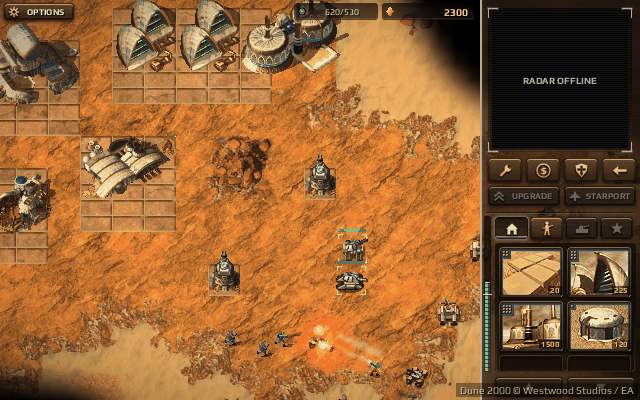 OPTIONS
620/530
2300
RADAR OFFLINE
UPGRADE
STARPORT
20
225
1500
120
Dune 2000 © Westwood Studios / EA